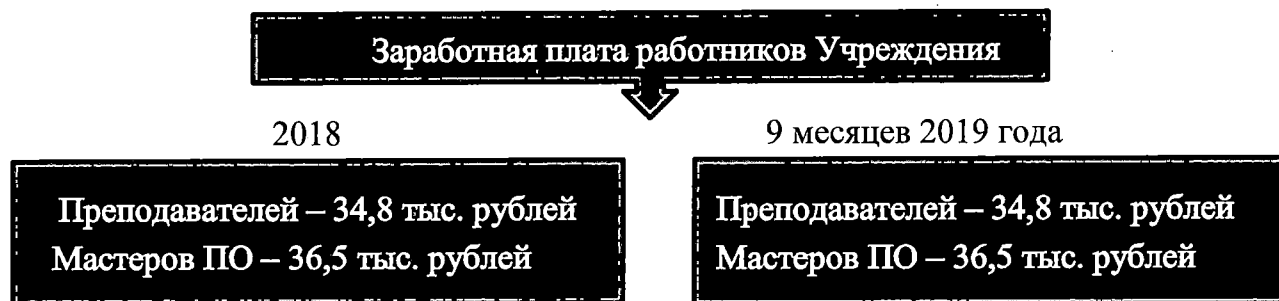 Заработная плата работников Учреждения
2018
9 месяцев 2019 года
Преподавателей – 34,8 тыс. рублей
Мастеров ПО – 36,5 тыс. рублей
Преподавателей – 34,8 тыс. рублей
Мастеров ПО – 36,5 тыс. рублей